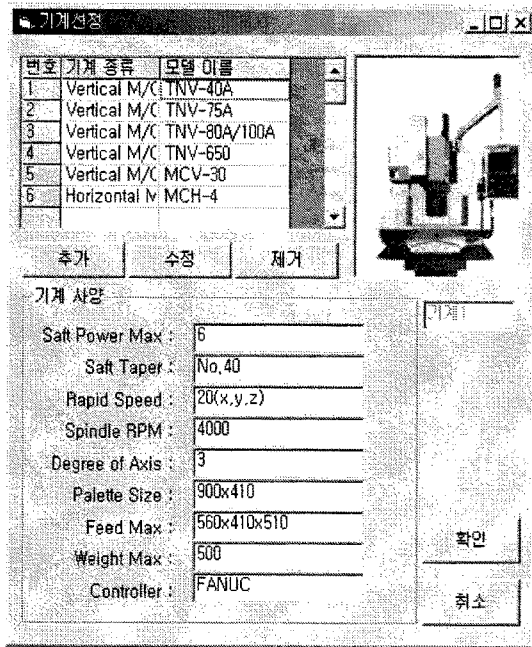 기계선정
번호 기계 종류 모델 이름
1 Vertical M/C TNV-40A
2 Vertical M/C TNV-75A
3 Vertical M/C TNV-80A/100A
4 Vertical M/C TNV-650
5 Vertical M/C MCV-30
6 Horizontal M MCH-4
추가 수정 제거
기계 사양
기계1
Saft Power Max : 6
Saft Taper : No,40
Rapid Speed : 20(x,y,z)
Spindle RPM : 4000
Degree of Axis : 3
Palette Size : 900x410
Feed Max : 560x410x510
Weight Max : 500
Controller : FANUC
확인
취소